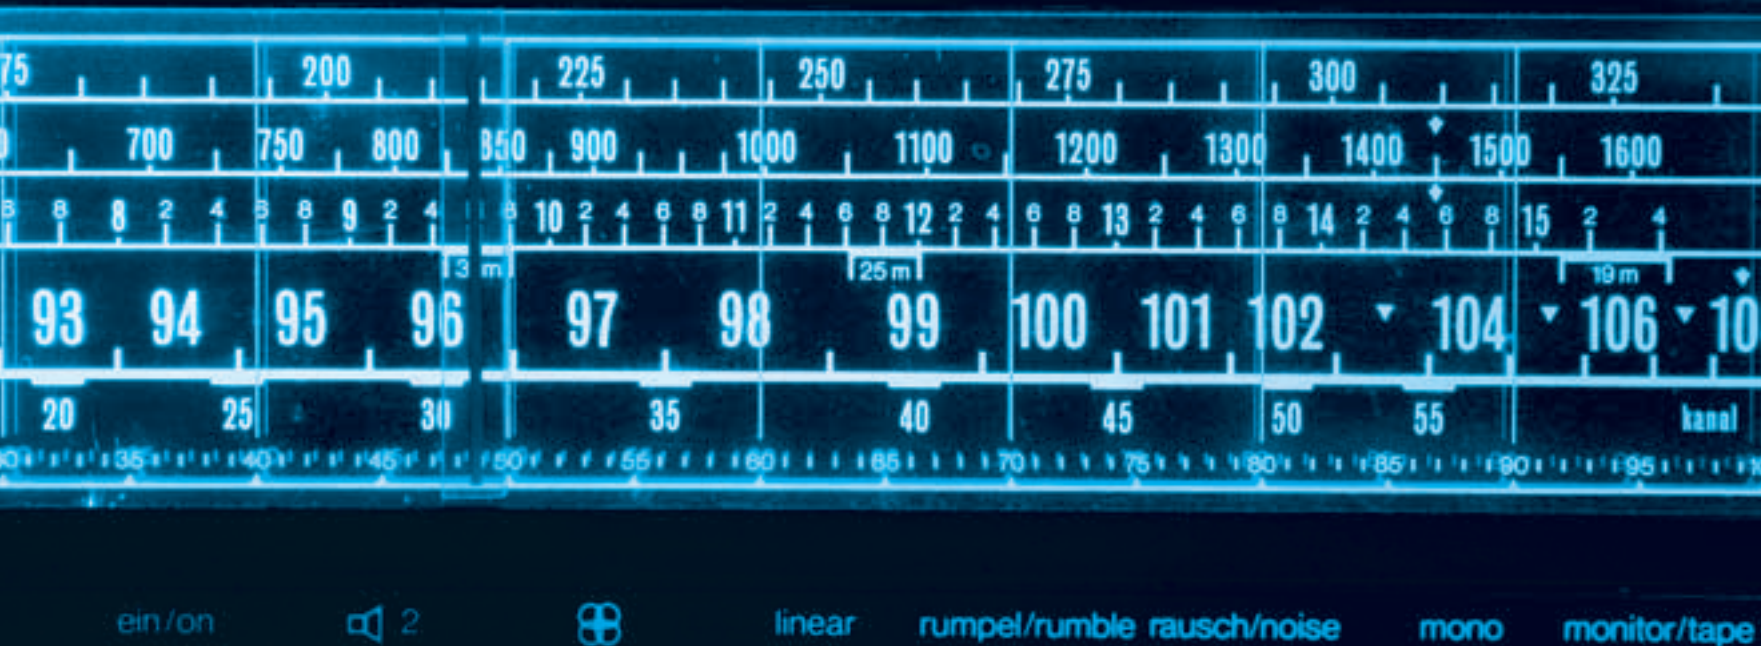 75 200 225 250 275 300 325
700 750 800 850 900 1000 1100 1200 1300 1400 1500 1600
6 8 8 2 4 6 8 9 2 4 8 10 2 4 6 8 11 2 4 6 8 12 2 4 6 8 13 2 4 6 8 14 2 4 6 8 15 2 4
m 25 m 19 m
93 94 95 96 97 98 99 100 101 102 104 106
20 25 30 35 40 45 50 55 kanal
35 40 45 50 55 60 65 70 75 80 85 90 95
ein/on 2 linear rumpel/rumble rausch/noise mono monitor/tape